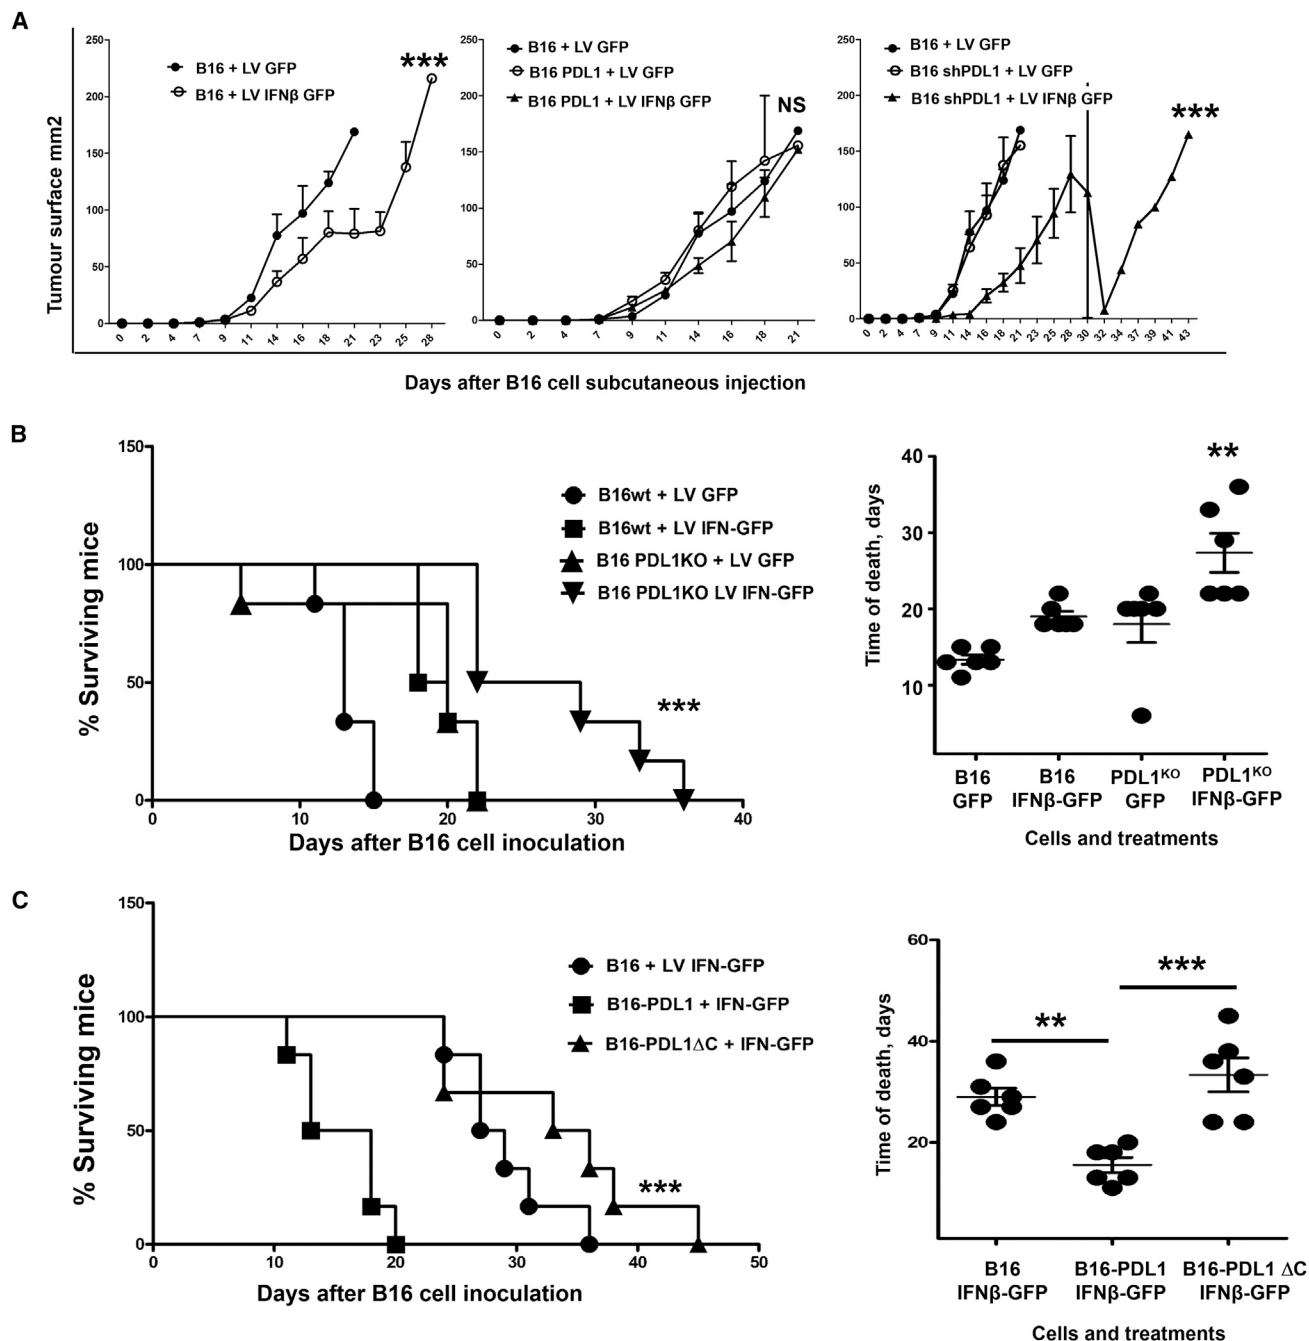 A
B16 + LV GFP
B16 + LV IFNβ GFP
***
B16 + LV GFP
B16 PDL1 + LV GFP
B16 PDL1 + LV IFNβ GFP
NS
B16 + LV GFP
B16 shPDL1 + LV GFP
B16 shPDL1 + LV IFNβ GFP
***
Tumour surface mm2
250
200
150
100
50
0
0 2 4 7 9 11 14 16 18 21 23 25 28
250
200
150
100
50
0
0 2 4 7 9 11 14 16 18 21
250
200
150
100
50
0
0 2 4 7 9 11 14 16 18 21 23 25 28 30 32 34 37 39 41 43
Days after B16 cell subcutaneous injection
B
% Surviving mice
150
100
50
0
0 10 20 30 40
B16wt + LV GFP
B16wt + LV IFN-GFP
B16 PDL1KO + LV GFP
B16 PDL1KO LV IFN-GFP
***
Days after B16 cell inoculation
Time of death, days
40
30
20
10
**
B16 GFP
B16 IFNβ-GFP
PDL1KO GFP
PDL1KO IFNβ-GFP
Cells and treatments
C
% Surviving mice
150
100
50
0
0 10 20 30 40 50
B16 + LV IFN-GFP
B16-PDL1 + IFN-GFP
B16-PDL1ΔC + IFN-GFP
***
Days after B16 cell inoculation
Time of death, days
60
40
20
**
***
B16 IFNβ-GFP
B16-PDL1 IFNβ-GFP
B16-PDL1 ΔC IFNβ-GFP
Cells and treatments